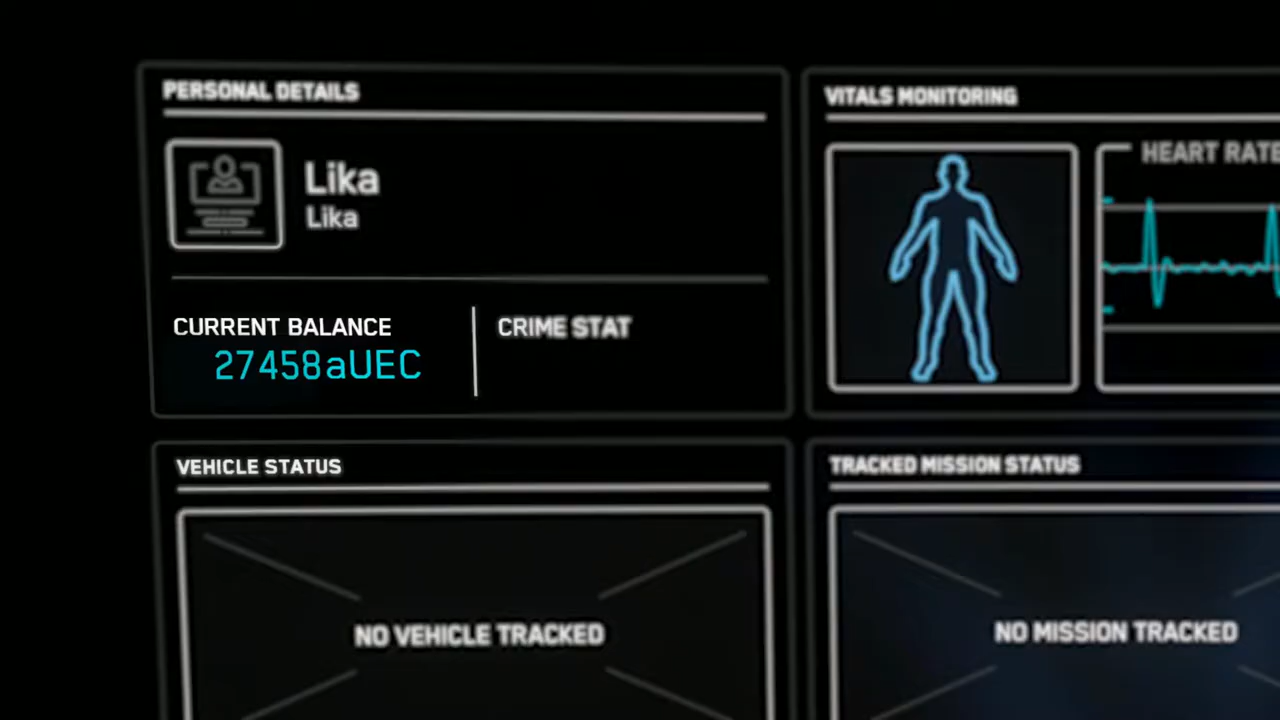 PERSONAL DETAILS
Lika
Lika
CURRENT BALANCE
27458aUEC
CRIME STAT
VITALS MONITORING
HEART RATE
VEHICLE STATUS
NO VEHICLE TRACKED
TRACKED MISSION STATUS
NO MISSION TRACKED